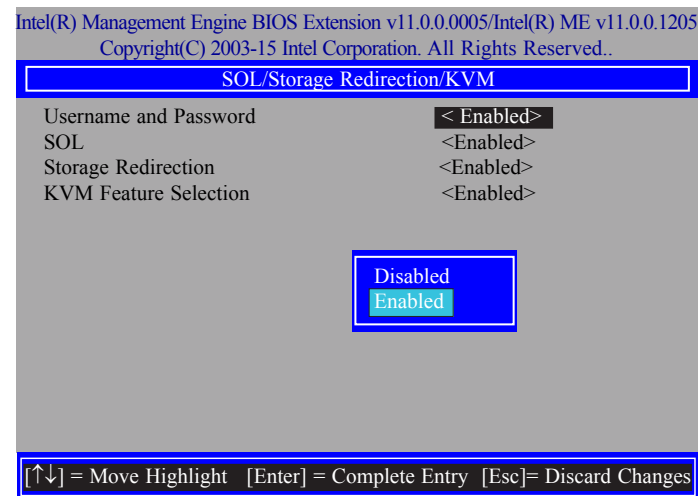 Intel(R) Management Engine BIOS Extension v11.0.0.0005/Intel(R) ME v11.0.0.1205
Copyright(C) 2003-15 Intel Corporation. All Rights Reserved..
SOL/Storage Redirection/KVM
Username and Password < Enabled>
SOL <Enabled>
Storage Redirection <Enabled>
KVM Feature Selection <Enabled>
Disabled
Enabled
[↑↓] = Move Highlight [Enter] = Complete Entry [Esc]= Discard Changes